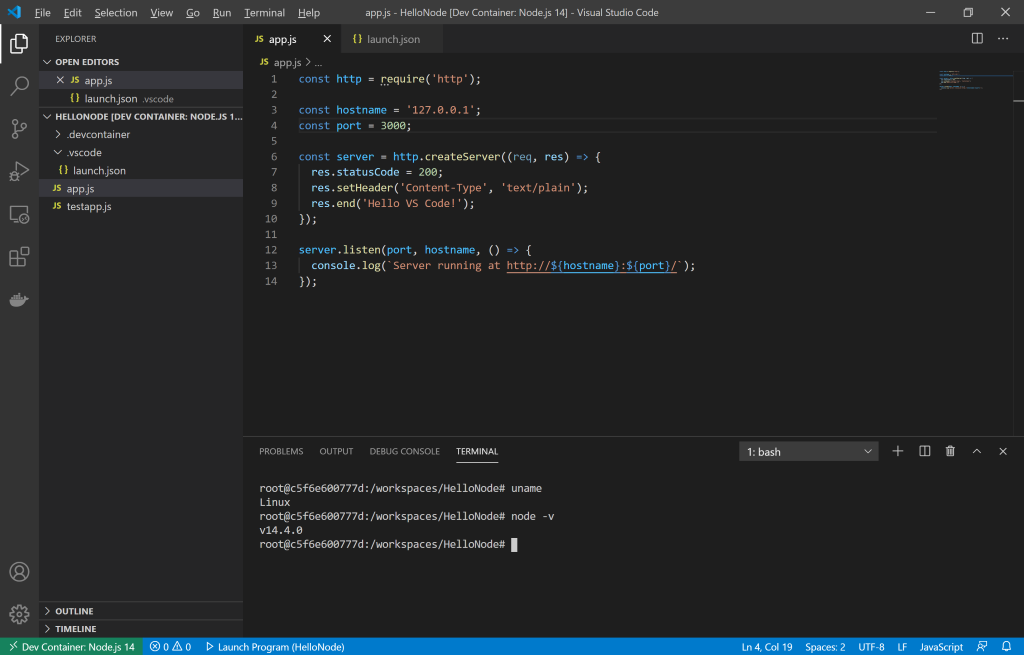 File Edit Selection View Go Run Terminal Help app.js - HelloNode [Dev Container: Node.js 14] - Visual Studio Code
EXPLORER
OPEN EDITORS
JS app.js
{} launch.json .vscode
HELLONODE [DEV CONTAINER: NODE.JS 1...
.devcontainer
.vscode
{} launch.json
JS app.js
JS testapp.js
OUTLINE
TIMELINE
JS app.js {} launch.json
JS app.js > ...
1 const http = require('http');
2
3 const hostname = '127.0.0.1';
4 const port = 3000;
5
6 const server = http.createServer((req, res) => {
7 res.statusCode = 200;
8 res.setHeader('Content-Type', 'text/plain');
9 res.end('Hello VS Code!');
10 });
11
12 server.listen(port, hostname, () => {
13 console.log(`Server running at http://${hostname}:${port}/`);
14 });
PROBLEMS OUTPUT DEBUG CONSOLE TERMINAL 1: bash
root@c5f6e600777d:/workspaces/HelloNode# uname
Linux
root@c5f6e600777d:/workspaces/HelloNode# node -v
v14.4.0
root@c5f6e600777d:/workspaces/HelloNode#
Dev Container: Node.js 14 0 0 Launch Program (HelloNode) Ln 4, Col 19 Spaces: 2 UTF-8 LF JavaScript